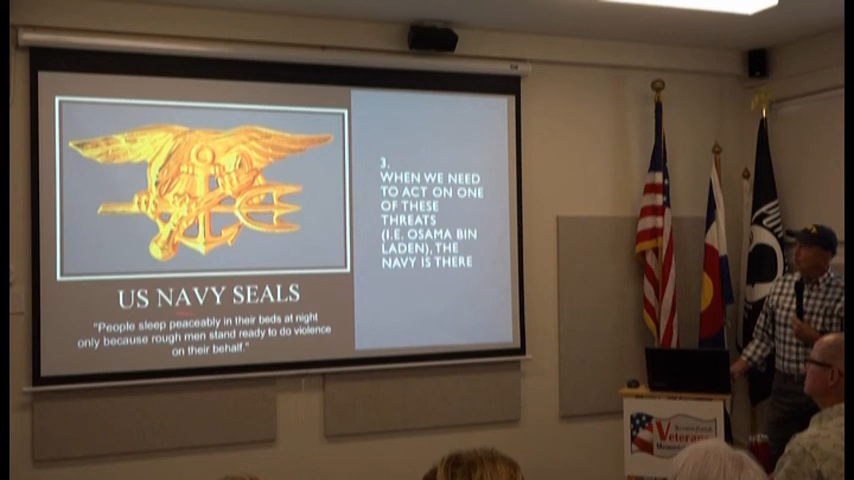 US NAVY SEALS
"People sleep peaceably in their beds at night
only because rough men stand ready to do violence
on their behalf."
3.
WHEN WE NEED
TO ACT ON ONE
OF THESE
THREATS
(I.E. OSAMA BIN
LADEN), THE
NAVY IS THERE
Veterans